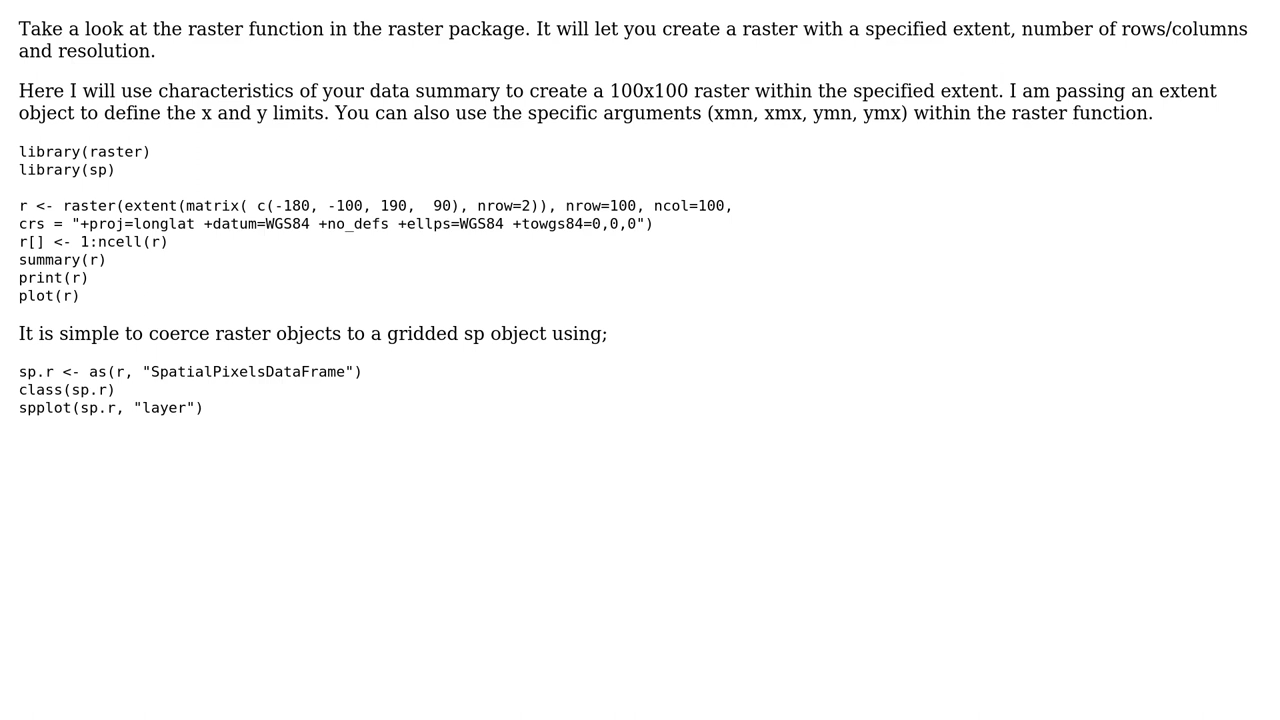 Take a look at the raster function in the raster package. It will let you create a raster with a specified extent, number of rows/columns
and resolution.
Here I will use characteristics of your data summary to create a 100x100 raster within the specified extent. I am passing an extent
object to define the x and y limits. You can also use the specific arguments (xmn, xmx, ymn, ymx) within the raster function.
library(raster)
library(sp)
r <- raster(extent(matrix( c(-180, -100, 190,  90), nrow=2)), nrow=100, ncol=100,
crs = "+proj=longlat +datum=WGS84 +no_defs +ellps=WGS84 +towgs84=0,0,0")
r[] <- 1:ncell(r)
summary(r)
print(r)
plot(r)
It is simple to coerce raster objects to a gridded sp object using;
sp.r <- as(r, "SpatialPixelsDataFrame")
class(sp.r)
spplot(sp.r, "layer")